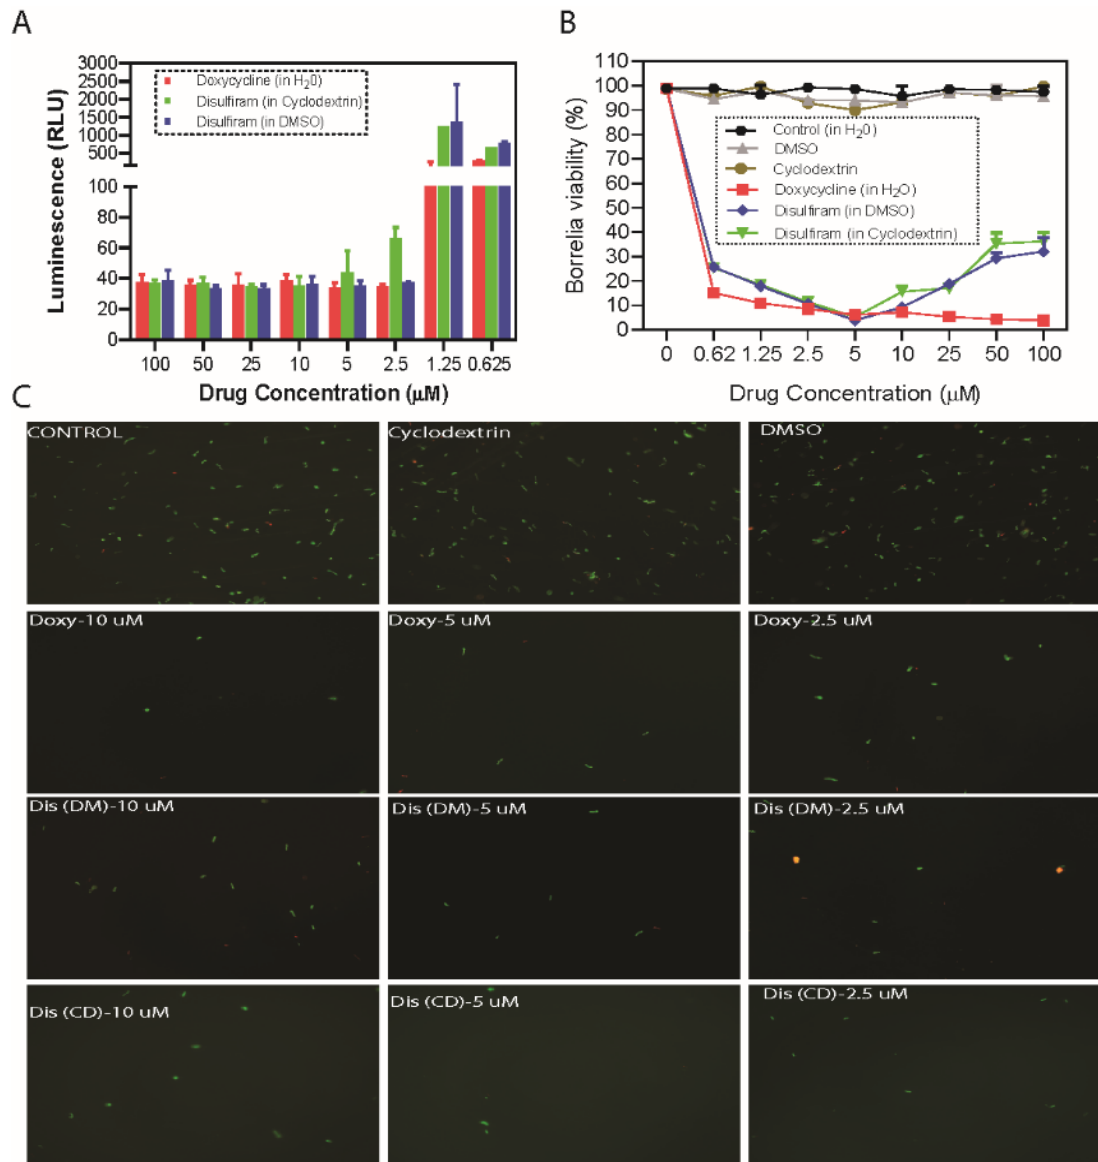 A
Luminescence (RLU)
3000
2500
2000
1500
1000
500
100
80
60
40
20
0
Doxycycline (in H20)
Disulfiram (in Cyclodextrin)
Disulfiram (in DMSO)
100 50 25 10 5 2.5 1.25 0.625
Drug Concentration (μM)
B
Borrelia viability (%)
110
100
90
80
70
60
50
40
30
20
10
0
Control (in H20)
DMSO
Cyclodextrin
Doxycycline (in H2O)
Disulfiram (in DMSO)
Disulfiram (in Cyclodextrin)
0 0.62 1.25 2.5 5 10 25 50 100
Drug Concentration (μM)
C
CONTROL
Cyclodextrin
DMSO
Doxy-10 uM
Doxy-5 uM
Doxy-2.5 uM
Dis (DM)-10 uM
Dis (DM)-5 uM
Dis (DM)-2.5 uM
Dis (CD)-10 uM
Dis (CD)-5 uM
Dis (CD)-2.5 uM